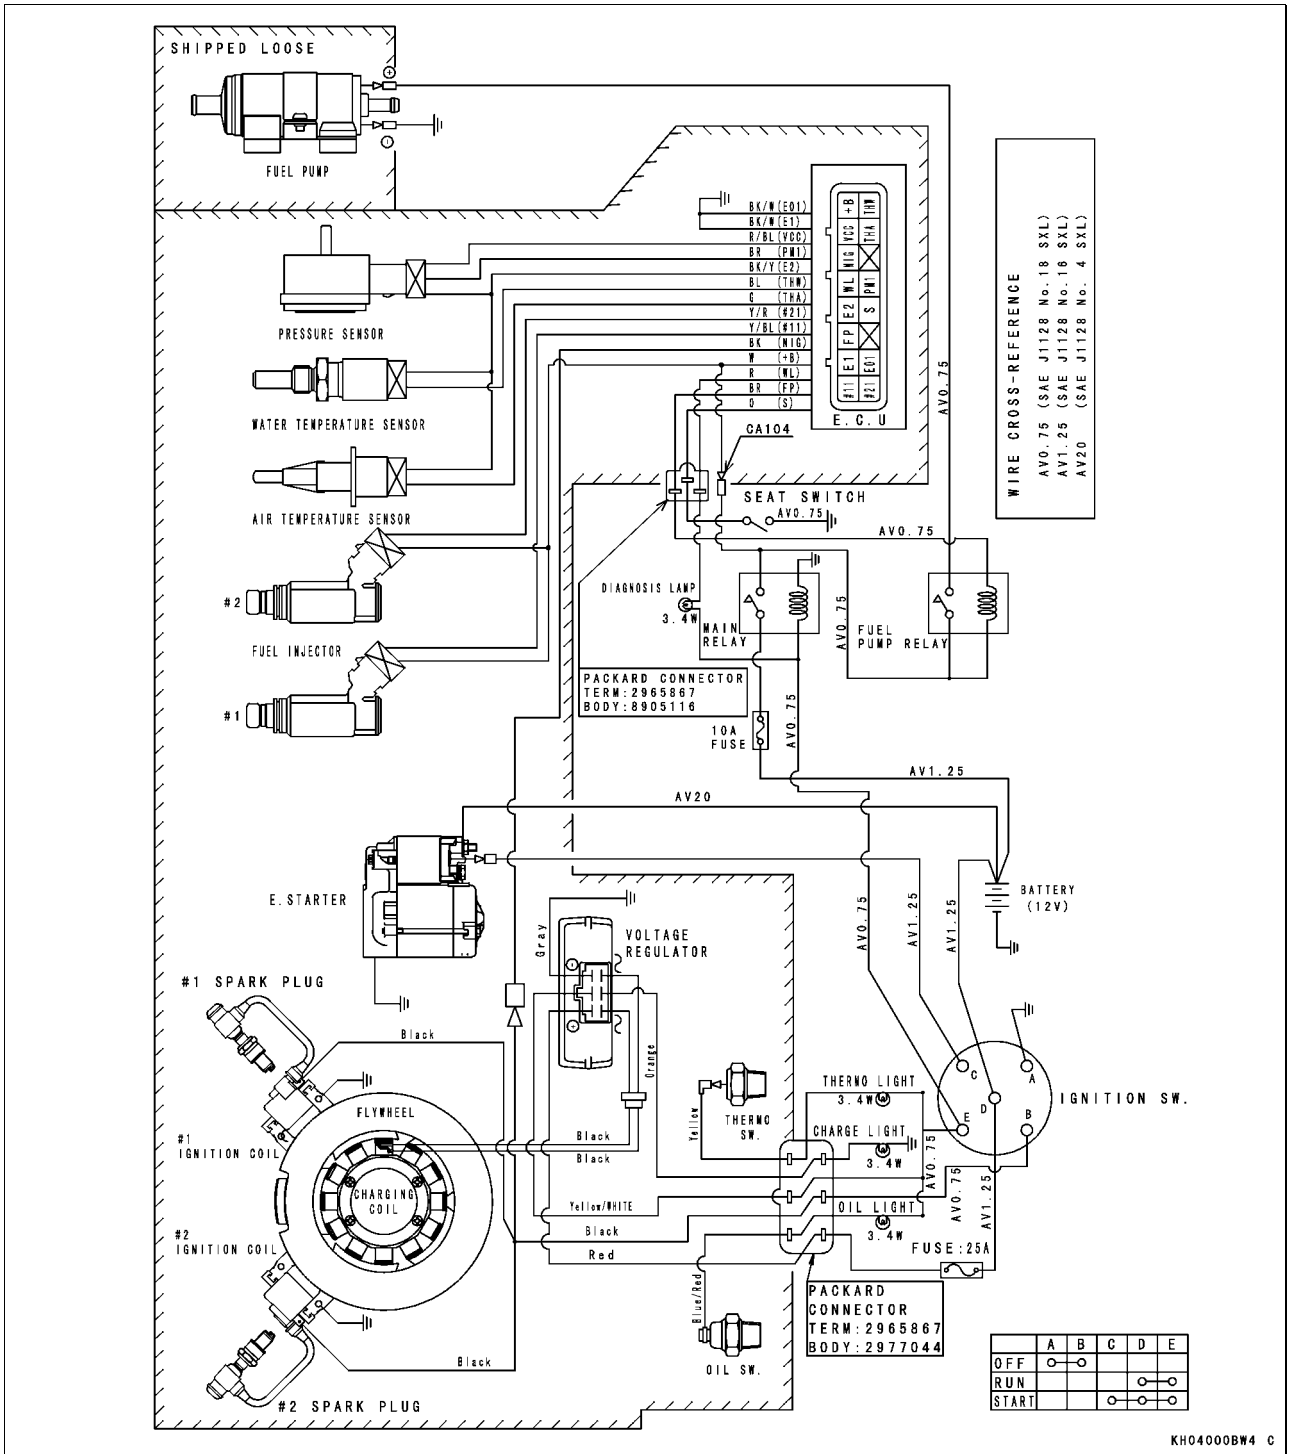 SHIPPED LOOSE
+
-
FUEL PUMP
PRESSURE SENSOR
WATER TEMPERATURE SENSOR
AIR TEMPERATURE SENSOR
#2
FUEL INJECTOR
#1
BK/W(E01)
BK/W(E1)
R/BL(VCC)
BR (PM1)
BK/Y(E2)
BL (THW)
G (THA)
Y/R (#21)
Y/BL(#11)
BK (NIG)
W (+B)
R (WL)
BR (FP)
O (S)
+B THW
VCC THA
NIG
WL PM1
E2 S
FP
E1 E01
#11 #21
E.C.U
CA104
AV0.75
WIRE CROSS-REFERENCE
AV0.75 (SAE J1128 No.18 SXL)
AV1.25 (SAE J1128 No.16 SXL)
AV20 (SAE J1128 No. 4 SXL)
SEAT SWITCH
AV0.75
AV0.75
DIAGNOSIS LAMP
3.4W
MAIN
RELAY
AV0.75
FUEL
PUMP RELAY
PACKARD CONNECTOR
TERM:2965867
BODY:8905116
10A
FUSE
AV0.75
AV1.25
AV20
E.STARTER
BATTERY
(12V)
AV0.75
AV1.25
AV1.25
Gray
VOLTAGE
REGULATOR
-
+
Orange
#1 SPARK PLUG
Black
FLYWHEEL
#1
IGNITION COIL
CHARGING
COIL
#2
IGNITION COIL
Black
Black
Yellow/WHITE
Black
Red
Black
#2 SPARK PLUG
Yellow
THERMO
SW.
THERMO LIGHT
3.4W
CHARGE LIGHT
3.4W
OIL LIGHT
3.4W
AV0.75
AV0.75
AV1.25
C
A
D
E
B
IGNITION SW.
FUSE:25A
Blue/Red
OIL SW.
PACKARD
CONNECTOR
TERM:2965867
BODY:2977044
A B C D E
OFF
RUN
START
KH04000BW4 C